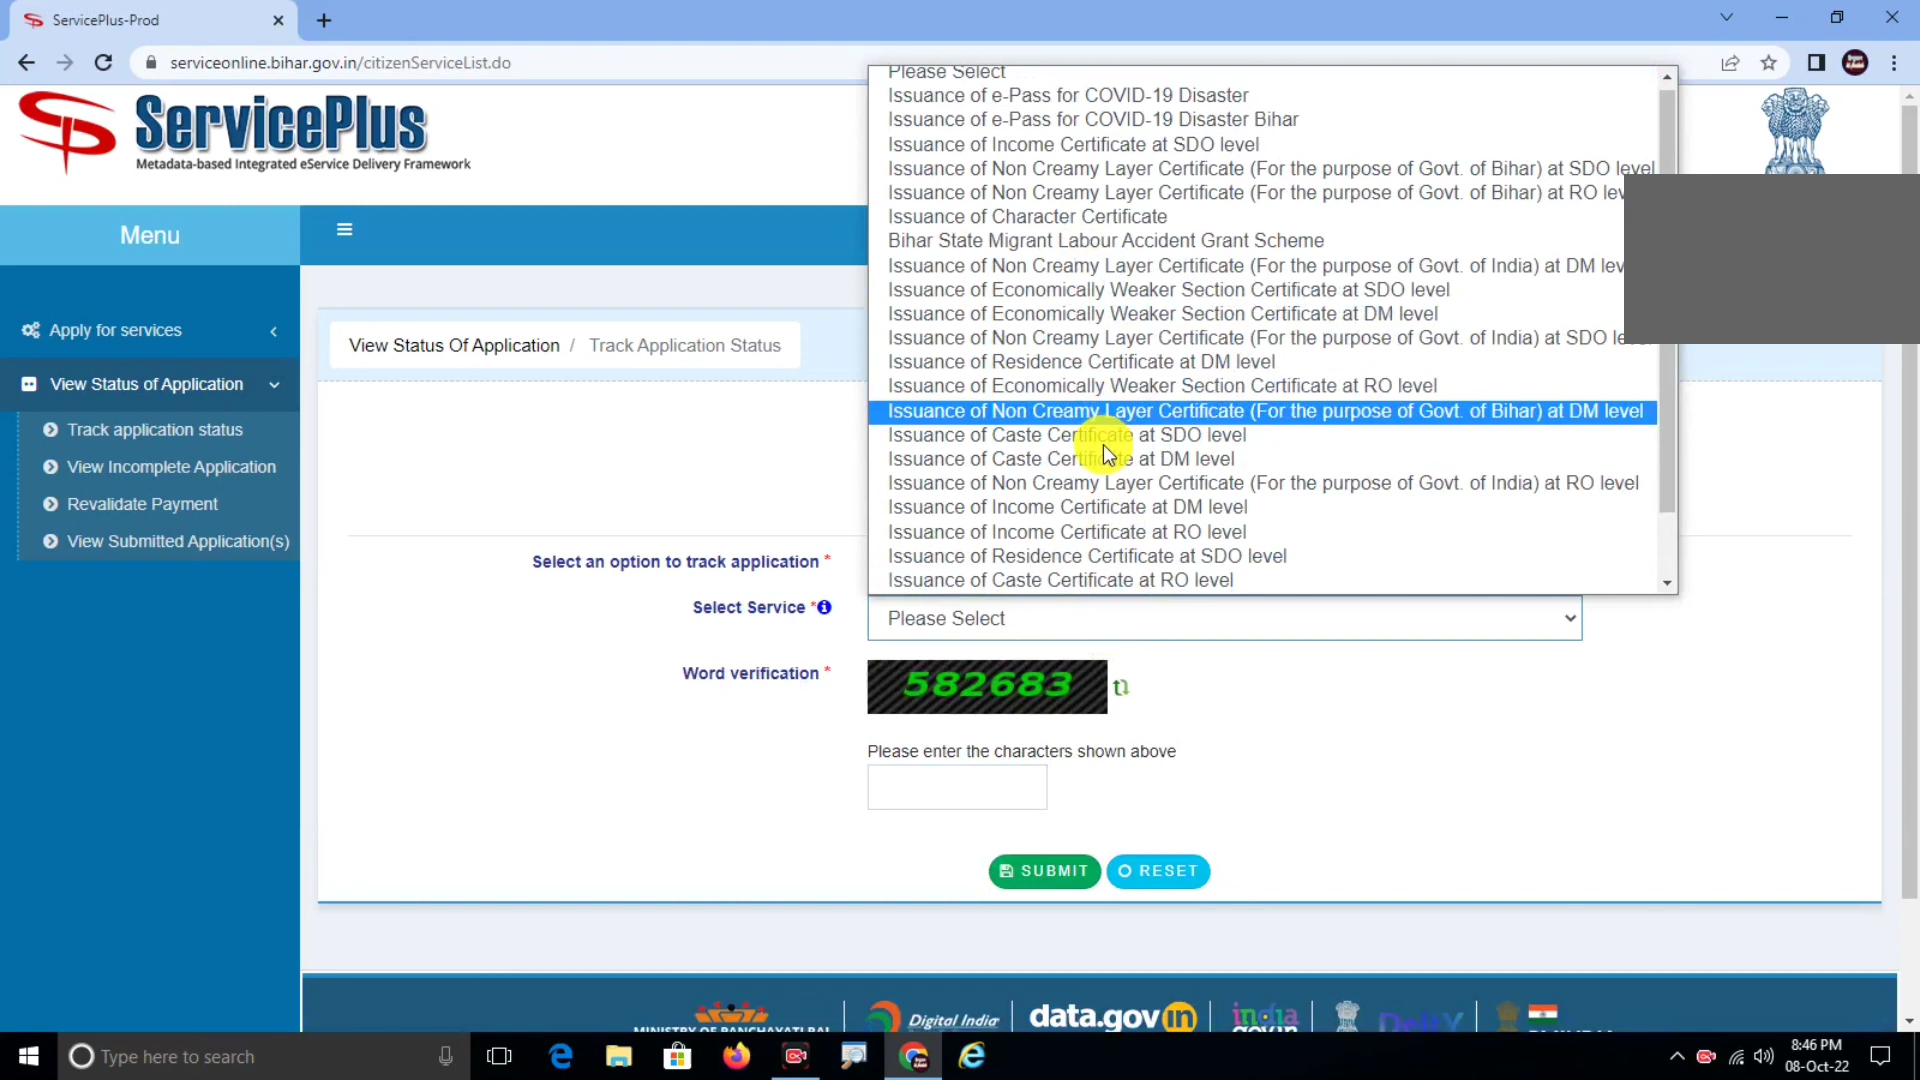 ServicePlus-Prod
serviceonline.bihar.gov.in/citizenServiceList.do
ServicePlus
Metadata-based Integrated eService Delivery Framework
Menu
Apply for services
View Status of Application
Track application status
View Incomplete Application
Revalidate Payment
View Submitted Application(s)
View Status Of Application / Track Application Status
Please Select
Issuance of e-Pass for COVID-19 Disaster
Issuance of e-Pass for COVID-19 Disaster Bihar
Issuance of Income Certificate at SDO level
Issuance of Non Creamy Layer Certificate (For the purpose of Govt. of Bihar) at SDO level
Issuance of Non Creamy Layer Certificate (For the purpose of Govt. of Bihar) at RO
Issuance of Character Certificate
Bihar State Migrant Labour Accident Grant Scheme
Issuance of Non Creamy Layer Certificate (For the purpose of Govt. of India) at DM
Issuance of Economically Weaker Section Certificate at SDO level
Issuance of Economically Weaker Section Certificate at DM level
Issuance of Non Creamy Layer Certificate (For the purpose of Govt. of India) at SDO
Issuance of Residence Certificate at DM level
Issuance of Economically Weaker Section Certificate at RO level
Issuance of Non Creamy Layer Certificate (For the purpose of Govt. of Bihar) at DM level
Issuance of Caste Certificate at SDO level
Issuance of Caste Certificate at DM level
Issuance of Non Creamy Layer Certificate (For the purpose of Govt. of India) at RO level
Issuance of Income Certificate at DM level
Issuance of Income Certificate at RO level
Issuance of Residence Certificate at SDO level
Issuance of Caste Certificate at RO level
Select an option to track application *
Select Service *
Please Select
Word verification *
582683
Please enter the characters shown above
SUBMIT
RESET
MINISTRY OF PANCHAYATI RAJ
Digital India
data.gov in
india
gov.in
Type here to search
8:46 PM
08-Oct-22